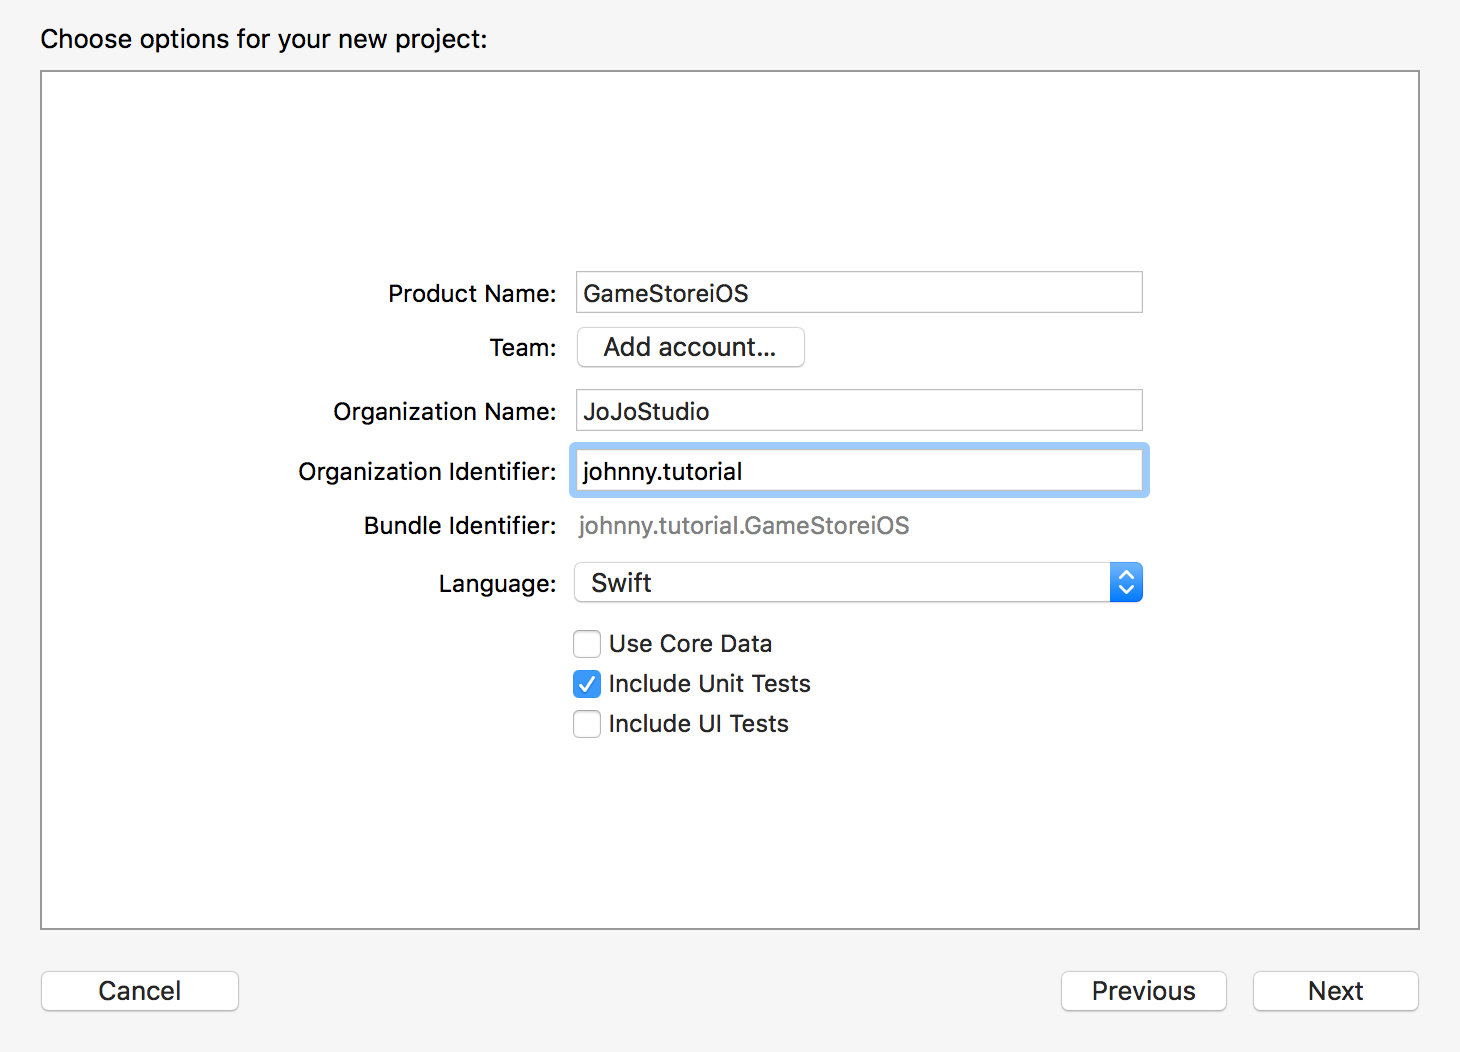 Choose options for your new project:
Product Name: GameStoreiOS
Team: Add account...
Organization Name: JoJoStudio
Organization Identifier: johnny.tutorial
Bundle Identifier: johnny.tutorial.GameStoreiOS
Language: Swift
Use Core Data
Include Unit Tests
Include UI Tests
Cancel Previous Next